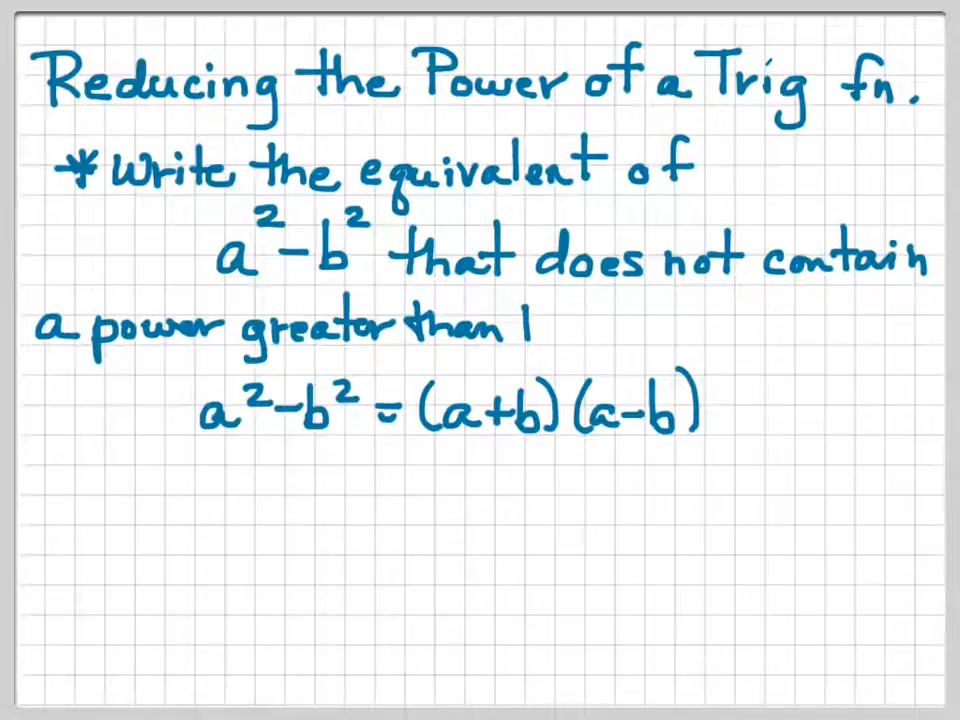 Reducing the Power of a Trig fn.
* Write the equivalent of
a² - b² that does not contain
a power greater than 1
a² - b² = (a+b)(a-b)